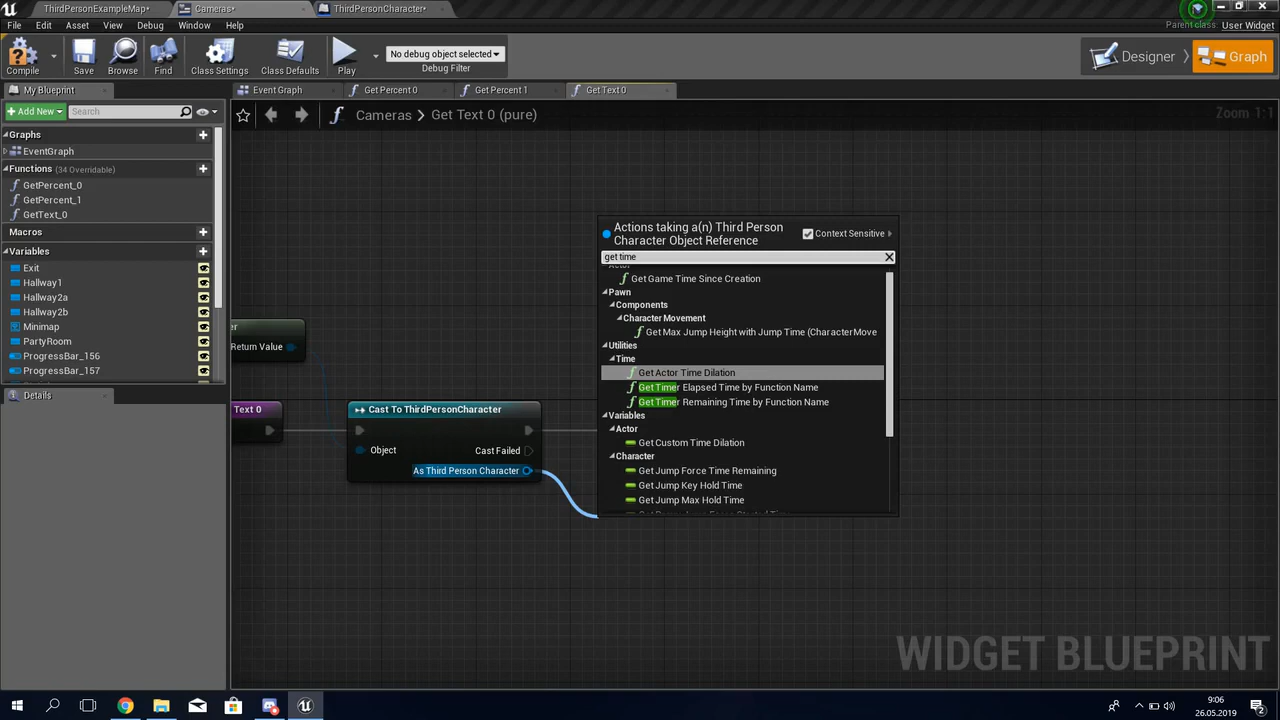 ThirdPersonExampleMap•
Cameras•
ThirdPersonCharacter•
File Edit Asset View Debug Window Help
Parent class: User Widget
Compile
Save
Browse
Find
Class Settings
Class Defaults
Play
No debug object selected
Debug Filter
Designer
Graph
My Blueprint
Event Graph
Get Percent 0
Get Percent 1
Get Text 0
Add New
Search
Cameras > Get Text 0 (pure)
Zoom 1:1
Graphs
EventGraph
Functions (34 Overridable)
GetPercent_0
GetPercent_1
GetText_0
Macros
Variables
Exit
Hallway1
Hallway2a
Hallway2b
Minimap
PartyRoom
ProgressBar_156
ProgressBar_157
Details
er
Return Value
Text 0
Cast To ThirdPersonCharacter
Object
Cast Failed
As Third Person Character
Actions taking a(n) Third Person
Character Object Reference
Context Sensitive
get time
Actor
Get Game Time Since Creation
Pawn
Components
Character Movement
Get Max Jump Height with Jump Time (CharacterMove
Utilities
Time
Get Actor Time Dilation
Get Timer Elapsed Time by Function Name
Get Timer Remaining Time by Function Name
Variables
Actor
Get Custom Time Dilation
Character
Get Jump Force Time Remaining
Get Jump Key Hold Time
Get Jump Max Hold Time
WIDGET BLUEPRINT
9:06
26.05.2019
2